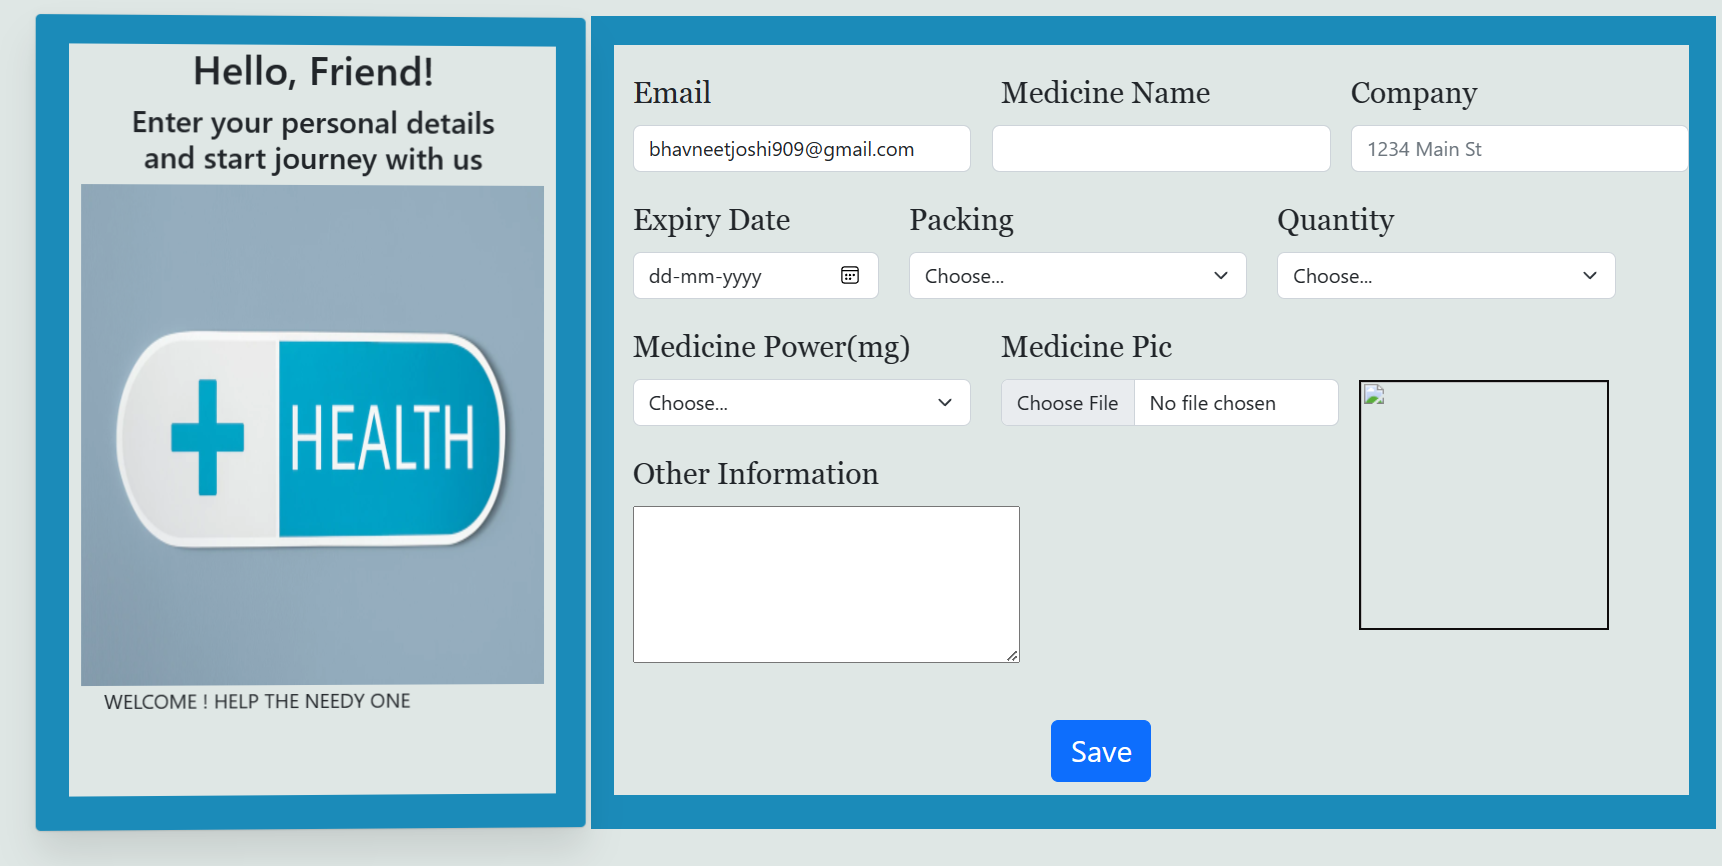 Hello, Friend!
Enter your personal details
and start journey with us
HEALTH
WELCOME ! HELP THE NEEDY ONE
Email
Medicine Name
Company
bhavneetjoshi909@gmail.com
1234 Main St
Expiry Date
Packing
Quantity
dd-mm-yyyy
Choose...
Choose...
Medicine Power(mg)
Medicine Pic
Choose...
Choose File
No file chosen
Other Information
Save